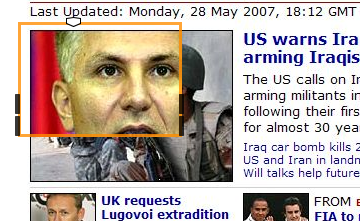 Last Updated: Monday, 28 May 2007, 18:12 GMT
US warns Ira
arming Iraqis
The US calls on Ir
arming militants in
following their firs
for almost 30 yea
Iraq car bomb kills 2
US and Iran in landm
Will talks help future
UK requests
Lugovoi extradition
FROM
FIA to